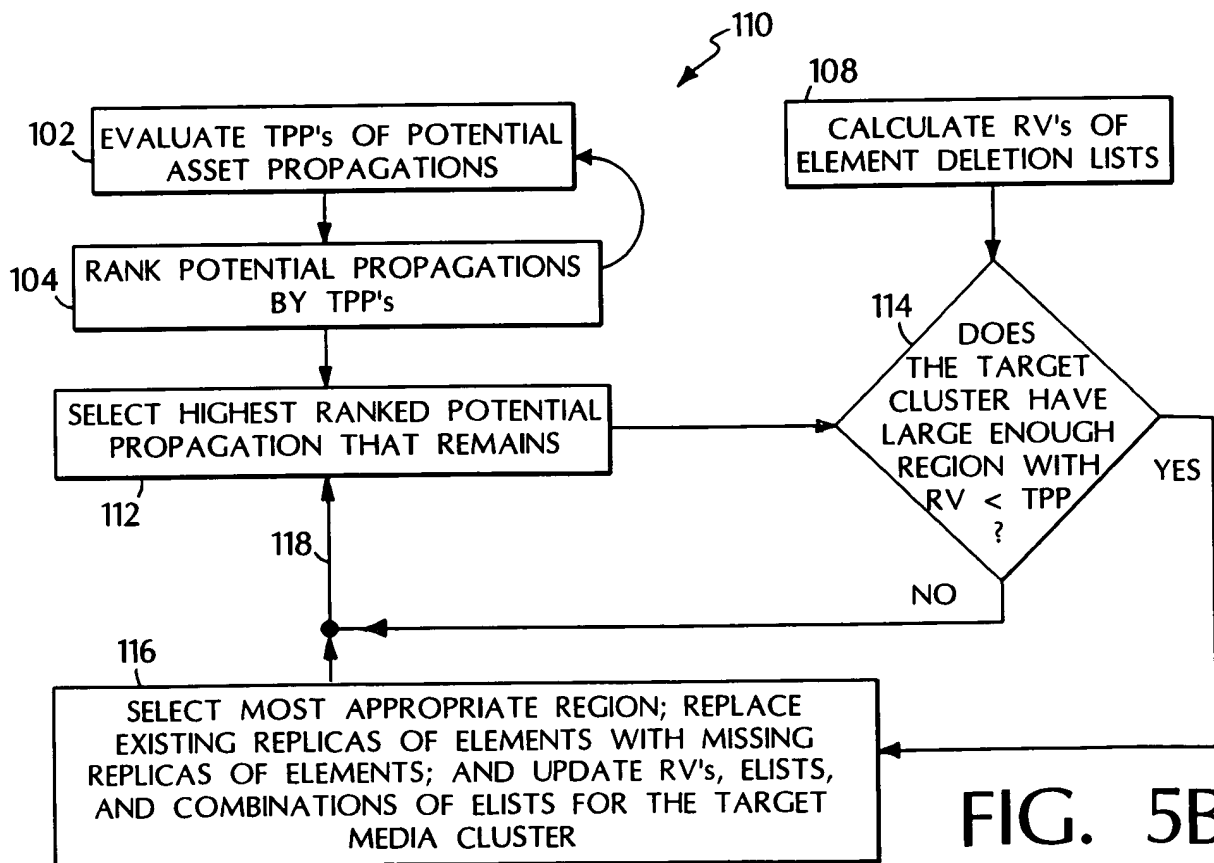 110
102
EVALUATE TPP's OF POTENTIAL
ASSET PROPAGATIONS
104
RANK POTENTIAL PROPAGATIONS
BY TPP's
SELECT HIGHEST RANKED POTENTIAL
PROPAGATION THAT REMAINS
112
108
CALCULATE RV's OF
ELEMENT DELETION LISTS
114
DOES
THE TARGET
CLUSTER HAVE
LARGE ENOUGH
REGION WITH
RV < TPP
?
YES
NO
118
116
SELECT MOST APPROPRIATE REGION; REPLACE
EXISTING REPLICAS OF ELEMENTS WITH MISSING
REPLICAS OF ELEMENTS; AND UPDATE RV's, ELISTS,
AND COMBINATIONS OF ELISTS FOR THE TARGET
MEDIA CLUSTER
FIG. 5B